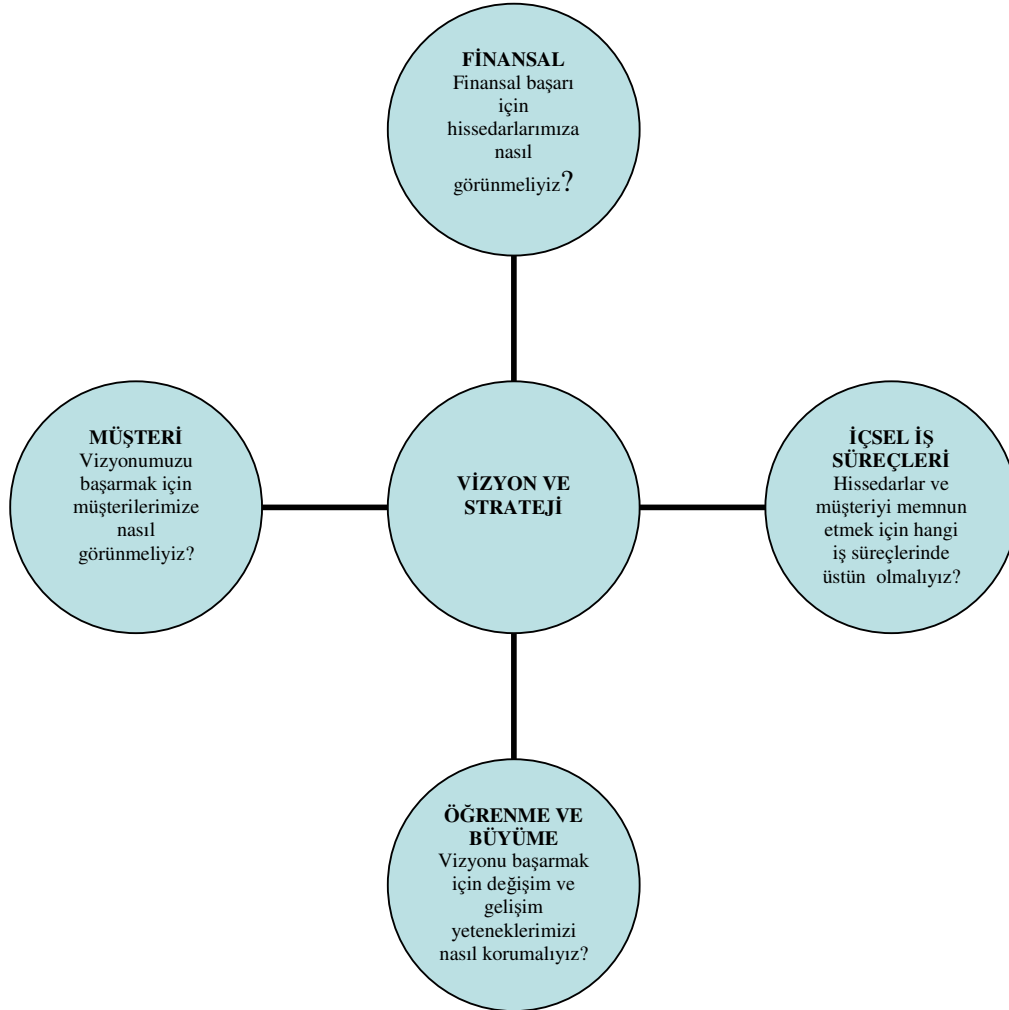 FİNANSAL
Finansal başarı
için
hissedarlarımıza
nasıl
görünmeliyiz?
MÜŞTERİ
Vizyonumuzu
başarmak için
müşterilerimize
nasıl
görünmeliyiz?
VİZYON VE
STRATEJİ
İÇSEL İŞ
SÜREÇLERİ
Hissedarlar ve
müşteriyi memnun
etmek için hangi
iş süreçlerinde
üstün olmalıyız?
ÖĞRENME VE
BÜYÜME
Vizyonu başarmak
için değişim ve
gelişim
yeteneklerimizi
nasıl korumalıyız?